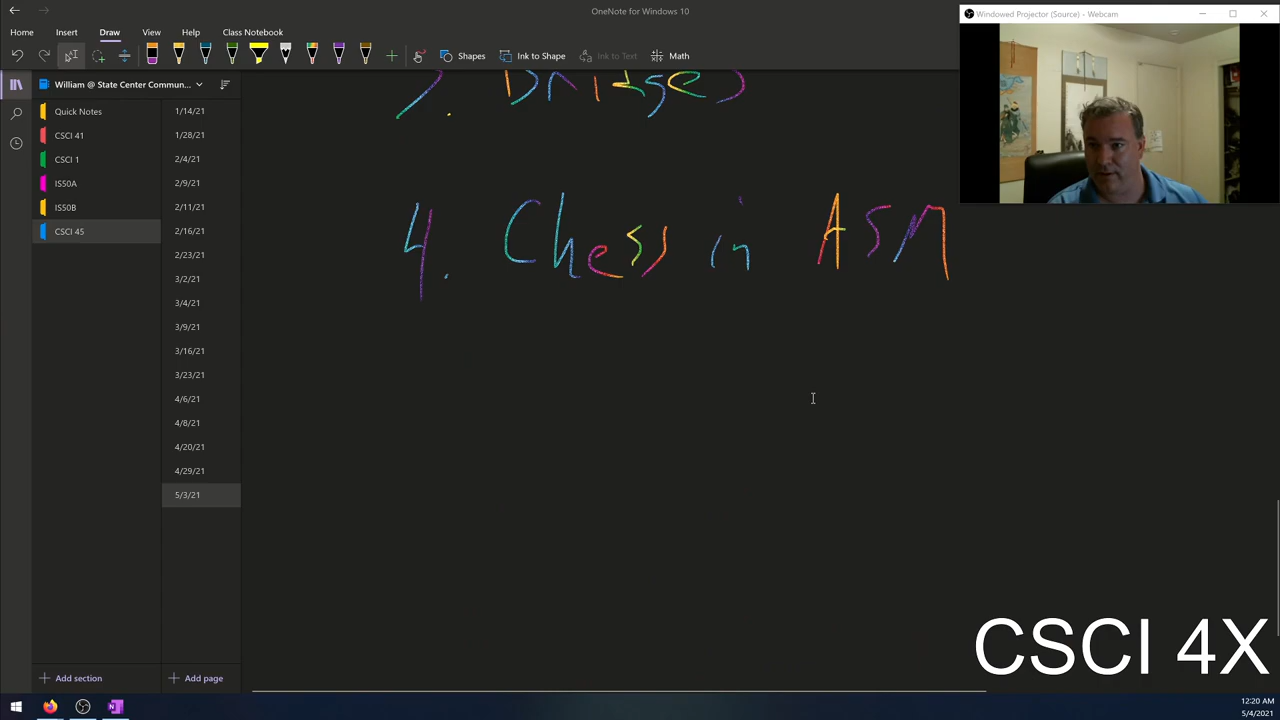 OneNote for Windows 10
Windowed Projector (Source) - Webcam
ome Insert Draw View Help Class Notebook
Shapes Ink to Shape Ink to Text Math
William @ State Center Commun...
Quick Notes
CSCI 41
CSCI 1
IS50A
IS50B
CSCI 45
1/14/21
1/28/21
2/4/21
2/9/21
2/11/21
2/16/21
2/23/21
3/2/21
3/4/21
3/9/21
3/16/21
3/23/21
4/6/21
4/8/21
4/20/21
4/29/21
5/3/21
3. Bridges
4. Chess in ASM
CSCI 4X
Add section
Add page
12:20 AM
5/4/2021